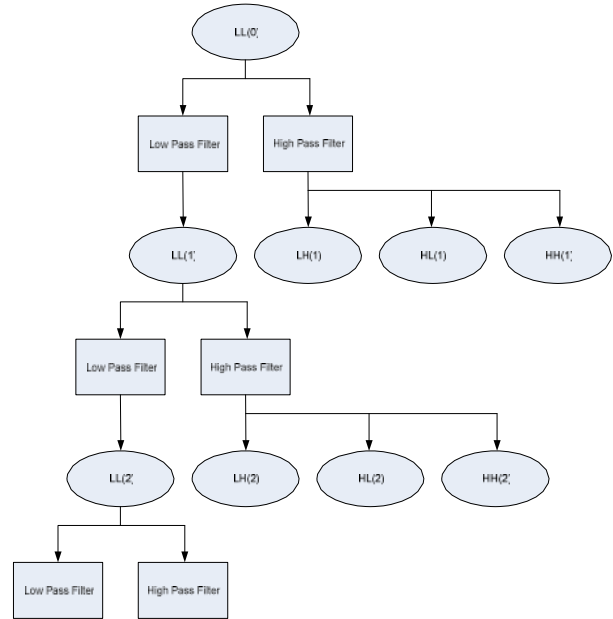 LL(0)
Low Pass Filter
High Pass Filter
LL(1)
LH(1)
HL(1)
HH(1)
Low Pass Filter
High Pass Filter
LL(2)
LH(2)
HL(2)
HH(2)
Low Pass Filter
High Pass Filter